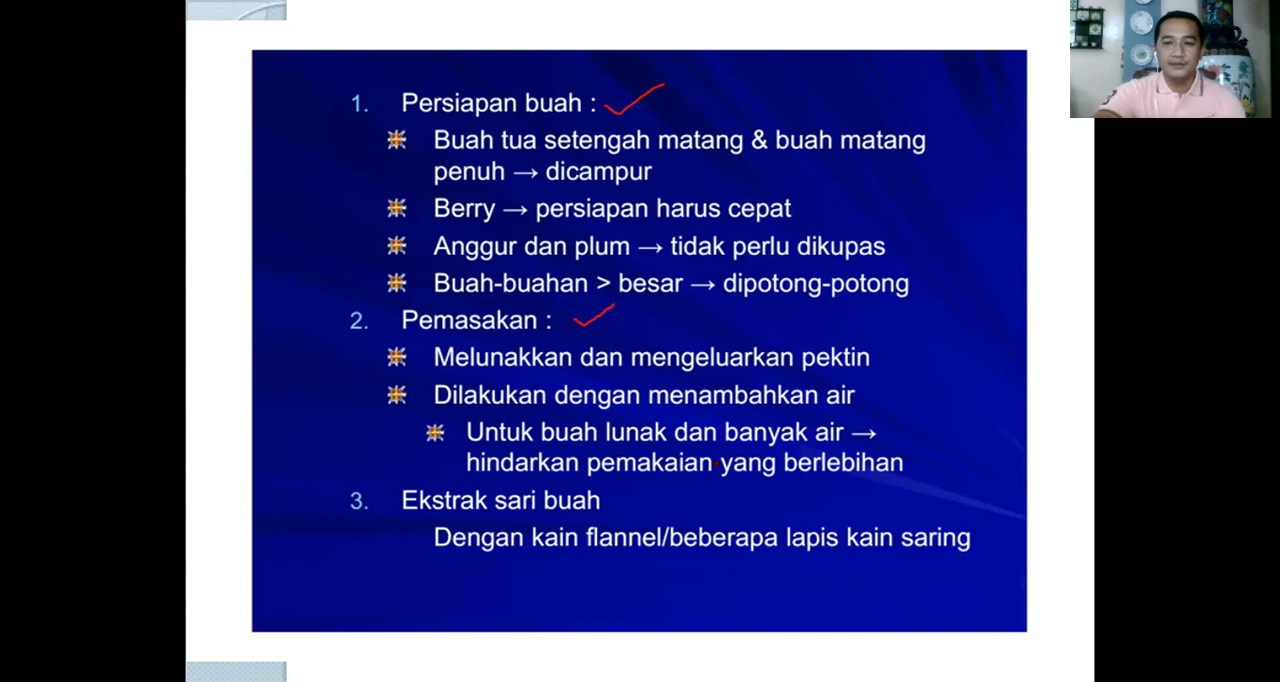 1. Persiapan buah :
Buah tua setengah matang & buah matang
penuh → dicampur
Berry → persiapan harus cepat
Anggur dan plum → tidak perlu dikupas
Buah-buahan > besar → dipotong-potong
2. Pemasakan :
Melunakkan dan mengeluarkan pektin
Dilakukan dengan menambahkan air
Untuk buah lunak dan banyak air →
hindarkan pemakaian yang berlebihan
3. Ekstrak sari buah
Dengan kain flannel/beberapa lapis kain saring